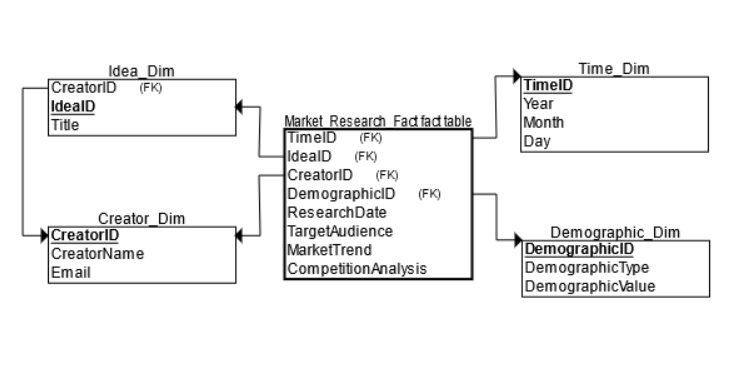 Idea_Dim
CreatorID (FK)
IdeaID
Title
Creator_Dim
CreatorID
CreatorName
Email
Market_Research_Fact fact table
TimeID (FK)
IdeaID (FK)
CreatorID (FK)
DemographicID (FK)
ResearchDate
TargetAudience
MarketTrend
CompetitionAnalysis
Time_Dim
TimeID
Year
Month
Day
Demographic_Dim
DemographicID
DemographicType
DemographicValue